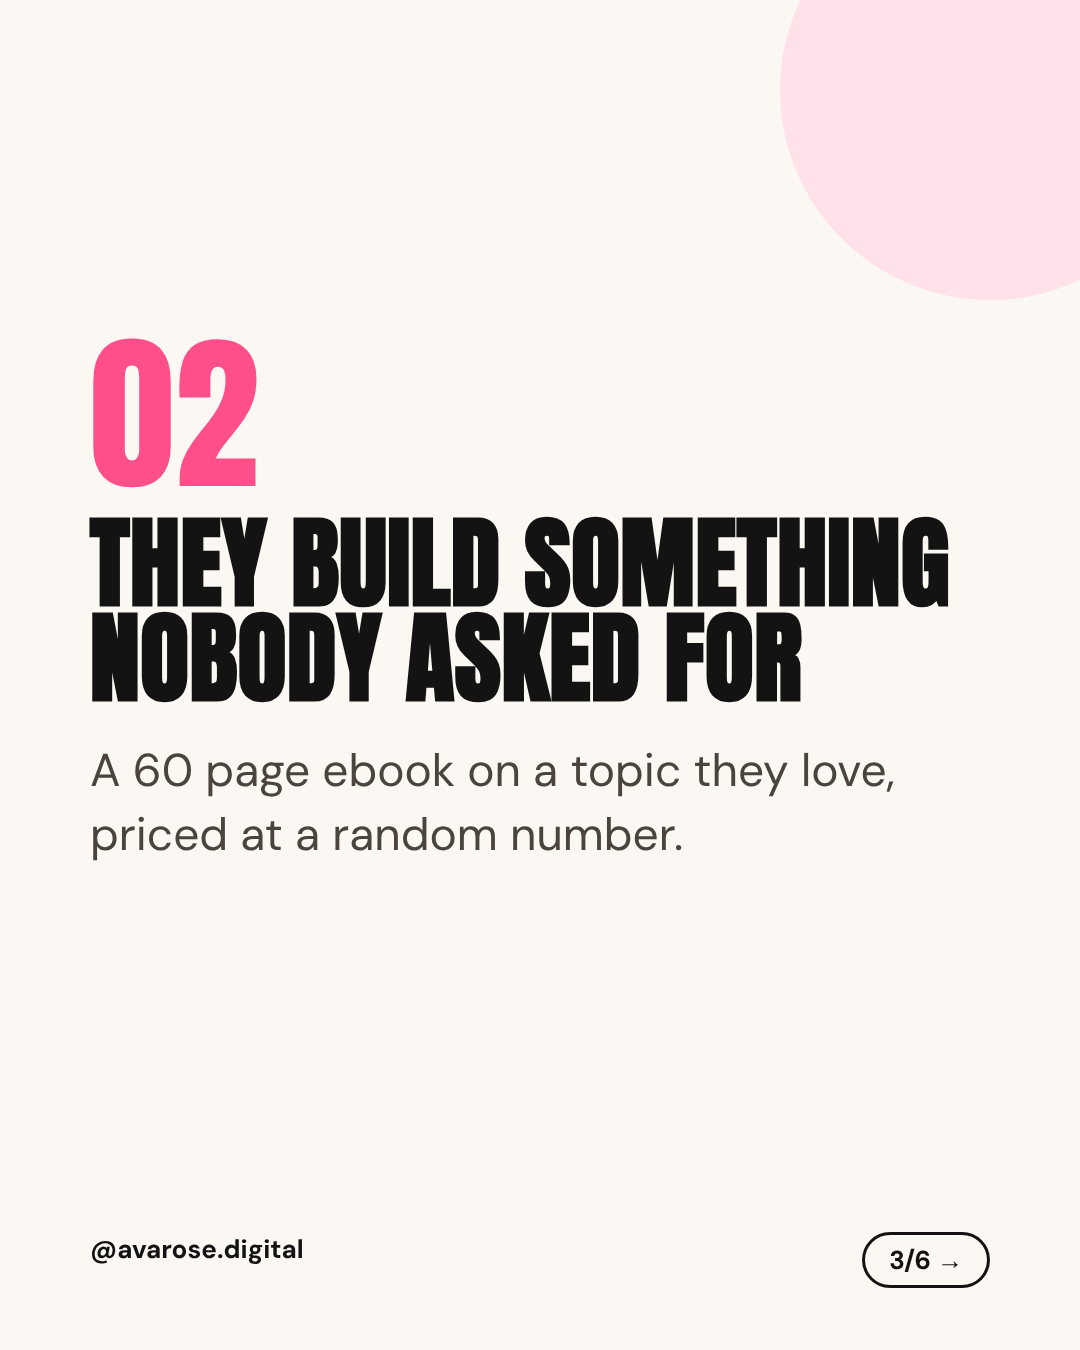 02
THEY BUILD SOMETHING
NOBODY ASKED FOR
A 60 page ebook on a topic they love,
priced at a random number.
@avarose.digital
3/6 →